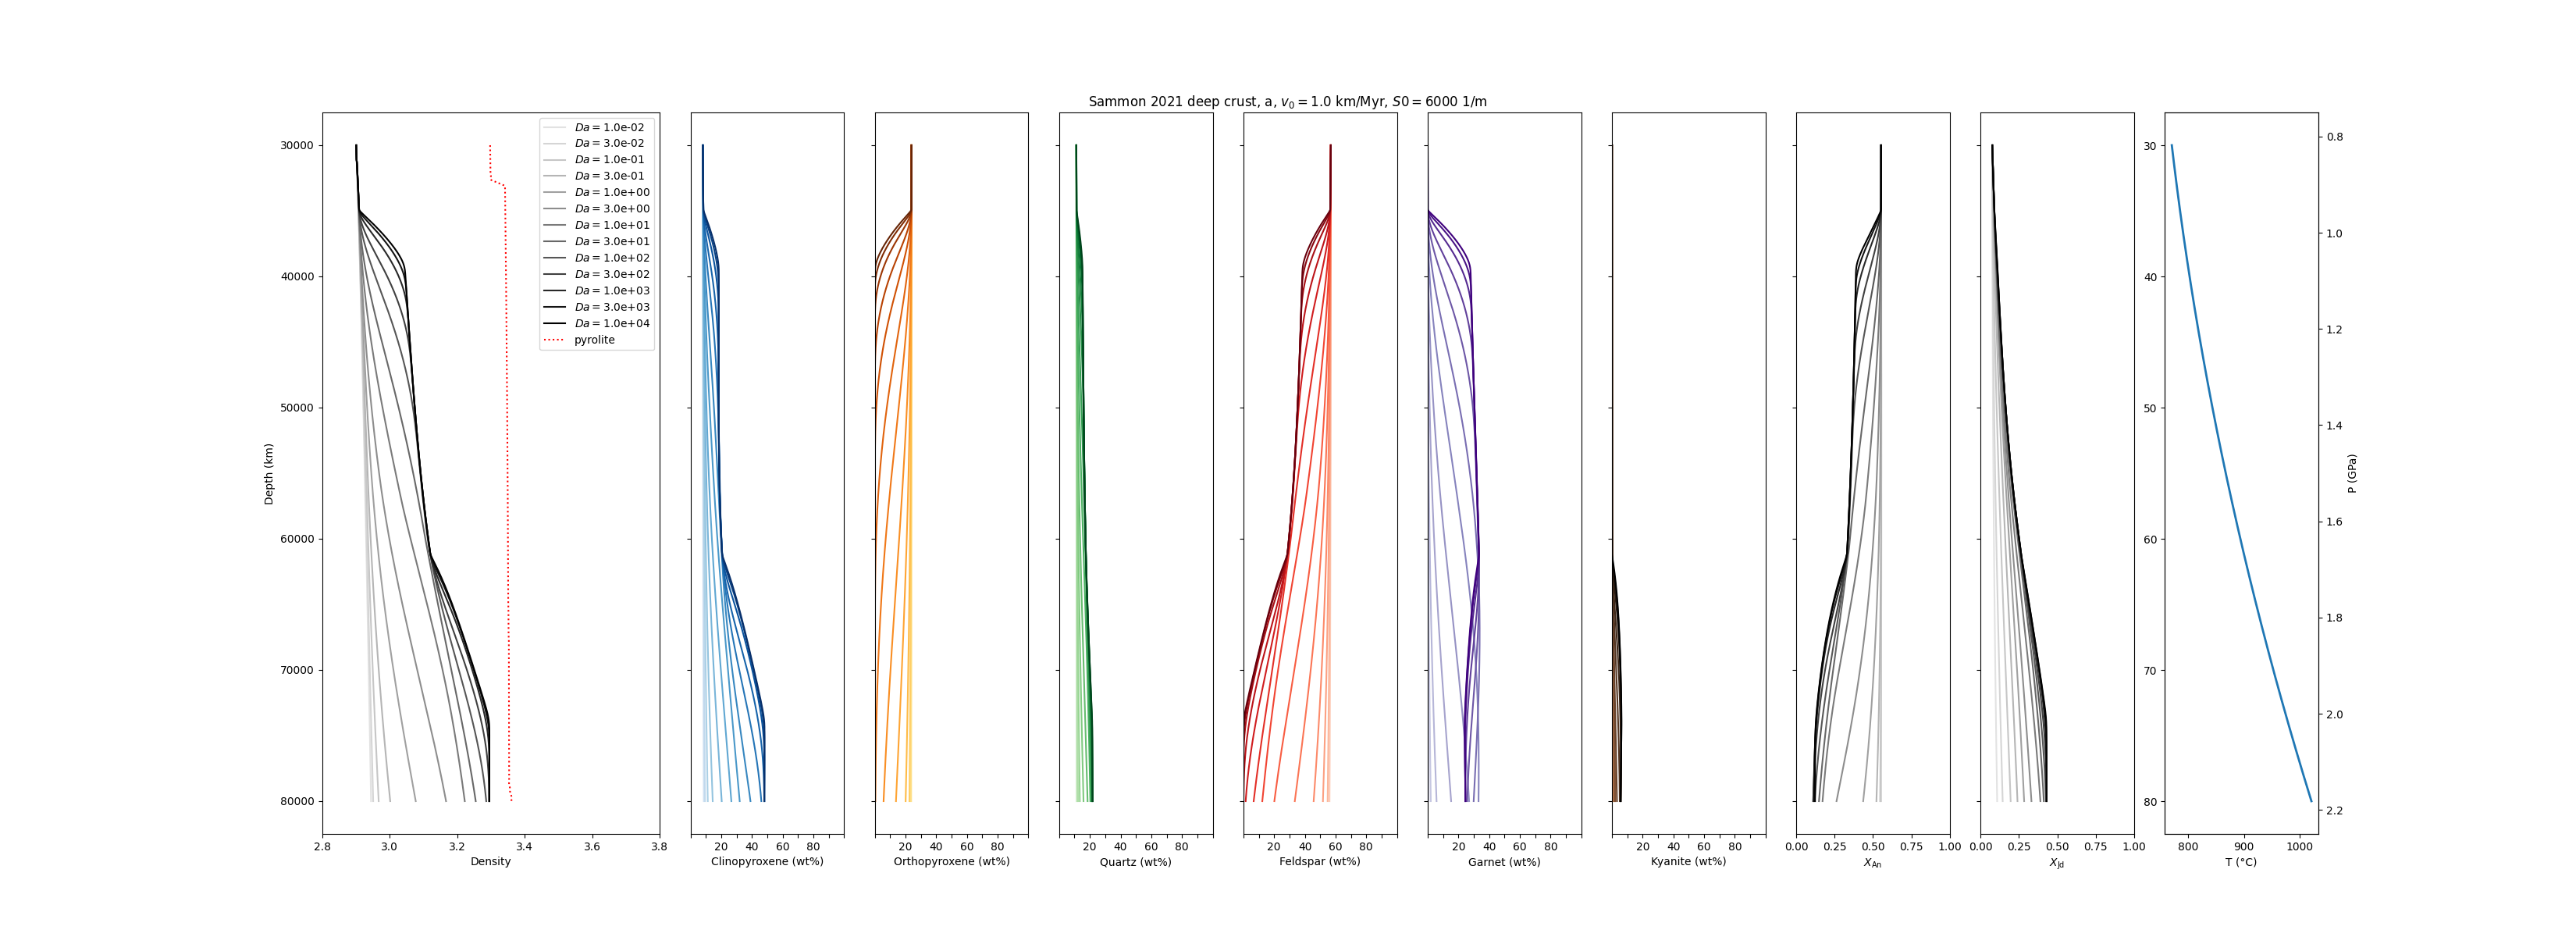 Sammon 2021 deep crust, a, v₀ = 1.0 km/Myr, S0 = 6000 1/m
Da = 1.0e-02
Da = 3.0e-02
Da = 1.0e-01
Da = 3.0e-01
Da = 1.0e+00
Da = 3.0e+00
Da = 1.0e+01
Da = 3.0e+01
Da = 1.0e+02
Da = 3.0e+02
Da = 1.0e+03
Da = 3.0e+03
Da = 1.0e+04
pyrolite
Depth (km)
30000
40000
50000
60000
70000
80000
2.8 3.0 3.2 3.4 3.6 3.8
Density
20 40 60 80
Clinopyroxene (wt%)
20 40 60 80
Orthopyroxene (wt%)
20 40 60 80
Quartz (wt%)
20 40 60 80
Feldspar (wt%)
20 40 60 80
Garnet (wt%)
20 40 60 80
Kyanite (wt%)
0.00 0.25 0.50 0.75 1.00
X_An
0.00 0.25 0.50 0.75 1.00
X_Jd
30
40
50
60
70
80
800 900 1000
T (°C)
0.8
1.0
1.2
1.4
1.6
1.8
2.0
2.2
P (GPa)